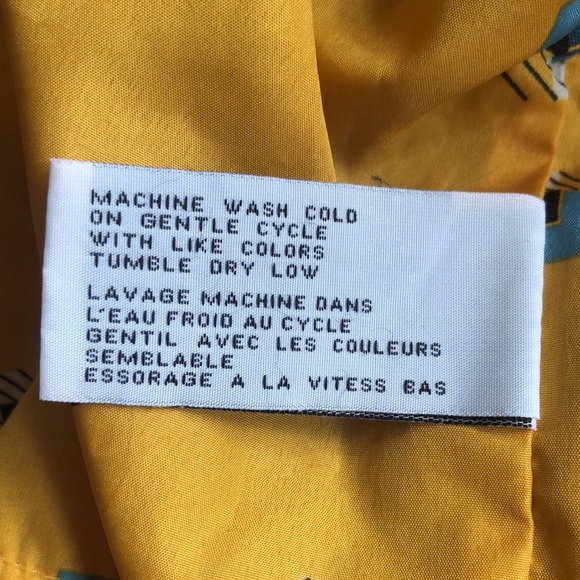 MACHINE WASH COLD
ON GENTLE CYCLE
WITH LIKE COLORS
TUMBLE DRY LOW
LAVAGE MACHINE DANS
L'EAU FROID AU CYCLE
GENTIL AVEC LES COULEURS
SEMBLABLE
ESSORAGE A LA VITESS BAS